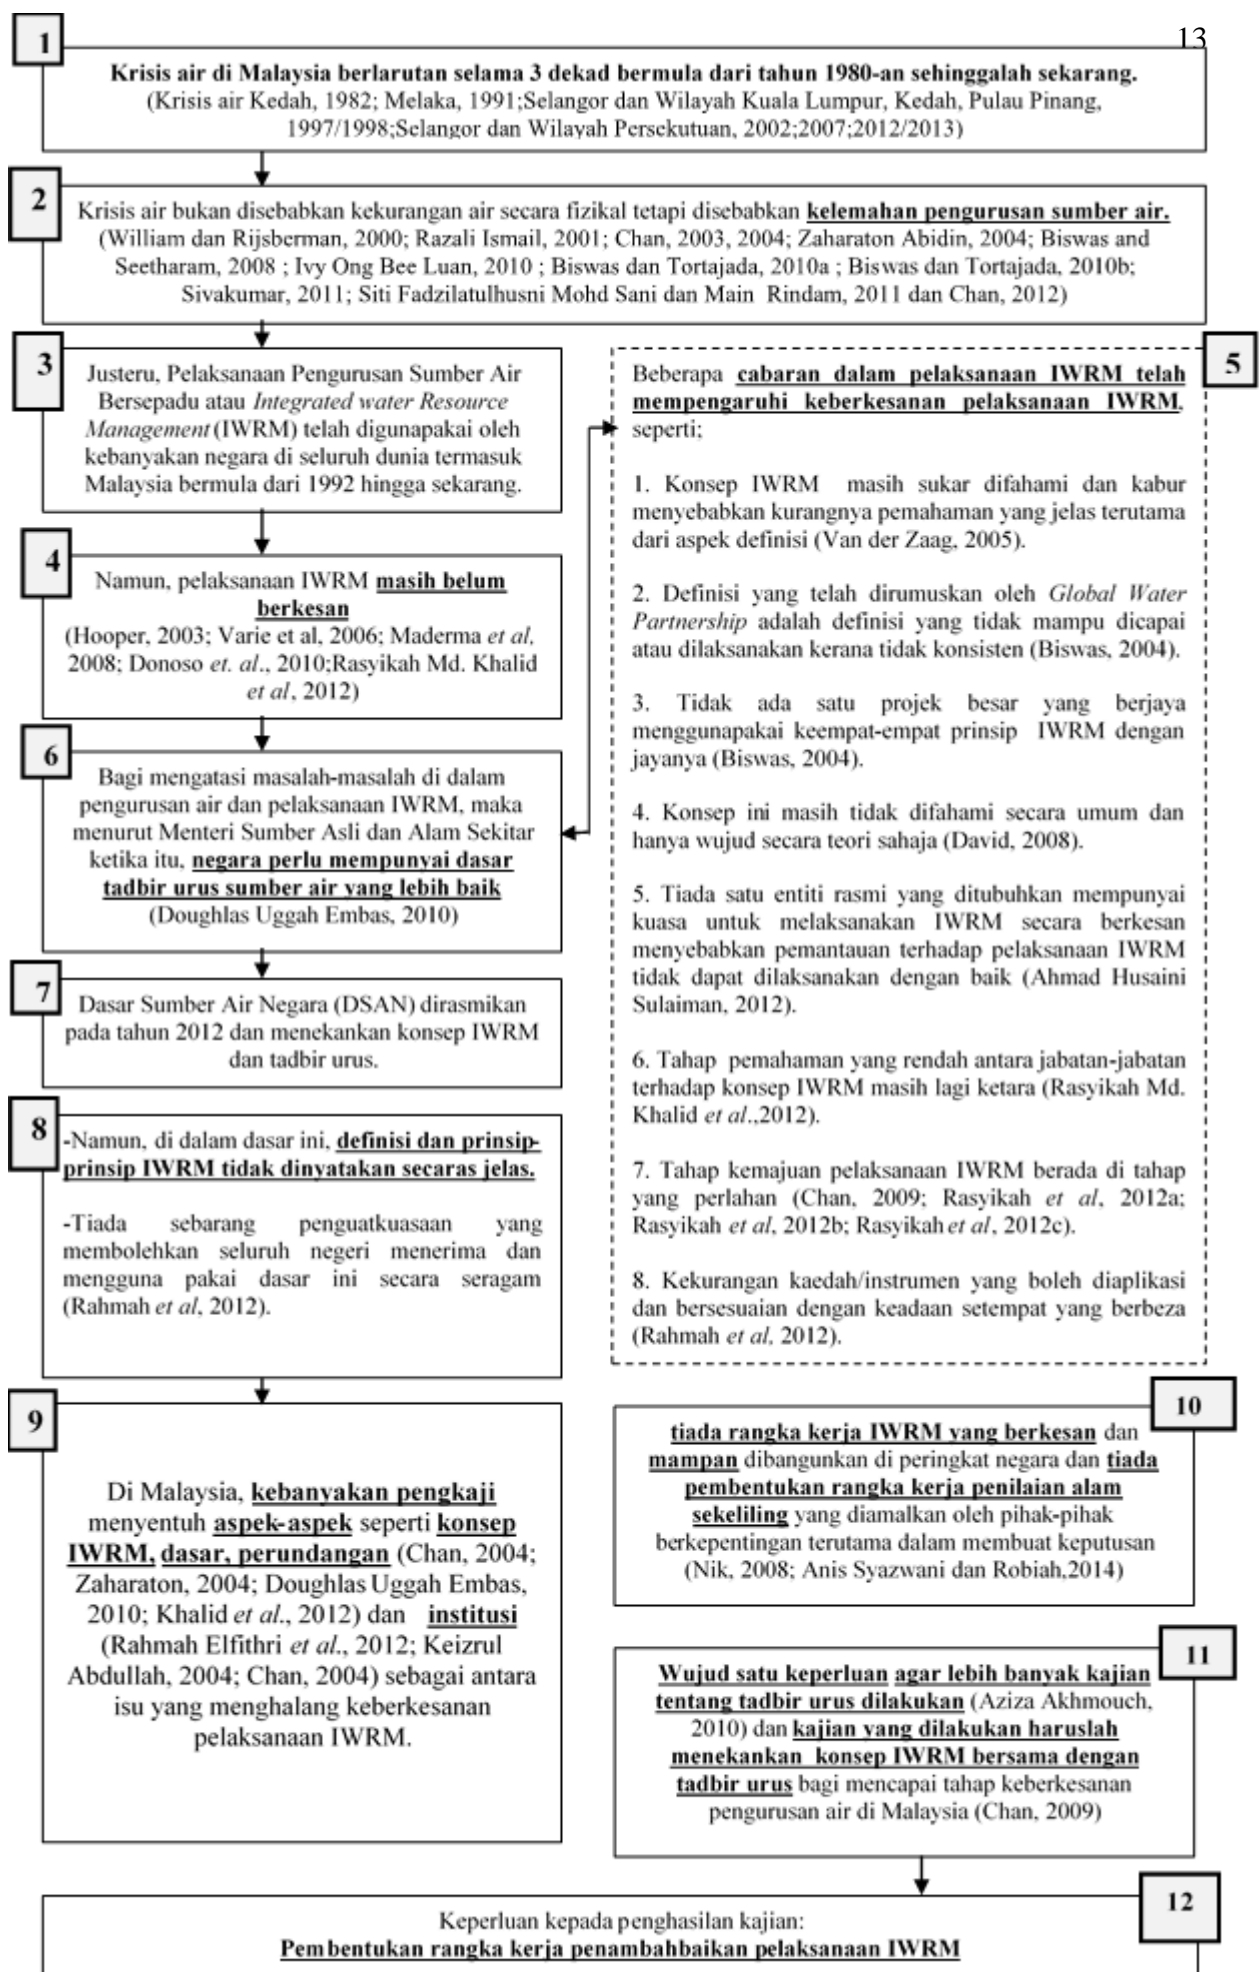 13
1
Krisis air di Malaysia berlarutan selama 3 dekad bermula dari tahun 1980-an sehinggalah sekarang.
(Krisis air Kedah, 1982; Melaka, 1991;Selangor dan Wilayah Kuala Lumpur, Kedah, Pulau Pinang,
1997/1998;Selangor dan Wilayah Persekutuan, 2002;2007;2012/2013)
2
Krisis air bukan disebabkan kekurangan air secara fizikal tetapi disebabkan kelemahan pengurusan sumber air.
(William dan Rijsberman, 2000; Razali Ismail, 2001; Chan, 2003, 2004; Zaharaton Abidin, 2004; Biswas and
Seetharam, 2008 ; Ivy Ong Bee Luan, 2010 ; Biswas dan Tortajada, 2010a ; Biswas dan Tortajada, 2010b;
Sivakumar, 2011; Siti Fadzilatulhusni Mohd Sani dan Main Rindam, 2011 dan Chan, 2012)
3
Justeru, Pelaksanaan Pengurusan Sumber Air
Bersepadu atau Integrated water Resource
Management (IWRM) telah digunapakai oleh
kebanyakan negara di seluruh dunia termasuk
Malaysia bermula dari 1992 hingga sekarang.
4
Namun, pelaksanaan IWRM masih belum
berkesan
(Hooper, 2003; Varie et al, 2006; Maderma et al,
2008; Donoso et. al., 2010;Rasyikah Md. Khalid
et al, 2012)
5
Beberapa cabaran dalam pelaksanaan IWRM telah
mempengaruhi keberkesanan pelaksanaan IWRM,
seperti;
1. Konsep IWRM masih sukar difahami dan kabur
menyebabkan kurangnya pemahaman yang jelas terutama
dari aspek definisi (Van der Zaag, 2005).
2. Definisi yang telah dirumuskan oleh Global Water
Partnership adalah definisi yang tidak mampu dicapai
atau dilaksanakan kerana tidak konsisten (Biswas, 2004).
3. Tidak ada satu projek besar yang berjaya
menggunapakai keempat-empat prinsip IWRM dengan
jayanya (Biswas, 2004).
4. Konsep ini masih tidak difahami secara umum dan
hanya wujud secara teori sahaja (David, 2008).
5. Tiada satu entiti rasmi yang ditubuhkan mempunyai
kuasa untuk melaksanakan IWRM secara berkesan
menyebabkan pemantauan terhadap pelaksanaan IWRM
tidak dapat dilaksanakan dengan baik (Ahmad Husaini
Sulaiman, 2012).
6. Tahap pemahaman yang rendah antara jabatan-jabatan
terhadap konsep IWRM masih lagi ketara (Rasyikah Md.
Khalid et al.,2012).
7. Tahap kemajuan pelaksanaan IWRM berada di tahap
yang perlahan (Chan, 2009; Rasyikah et al, 2012a;
Rasyikah et al, 2012b; Rasyikah et al, 2012c).
8. Kekurangan kaedah/instrumen yang boleh diaplikasi
dan bersesuaian dengan keadaan setempat yang berbeza
(Rahmah et al, 2012).
6
Bagi mengatasi masalah-masalah di dalam
pengurusan air dan pelaksanaan IWRM, maka
menurut Menteri Sumber Asli dan Alam Sekitar
ketika itu, negara perlu mempunyai dasar
tadbir urus sumber air yang lebih baik
(Doughlas Uggah Embas, 2010)
7
Dasar Sumber Air Negara (DSAN) dirasmikan
pada tahun 2012 dan menekankan konsep IWRM
dan tadbir urus.
8
-Namun, di dalam dasar ini, definisi dan prinsip-
prinsip IWRM tidak dinyatakan secaras jelas.
-Tiada sebarang penguatkuasaan yang
membolehkan seluruh negeri menerima dan
mengguna pakai dasar ini secara seragam
(Rahmah et al, 2012).
9
Di Malaysia, kebanyakan pengkaji
menyentuh aspek-aspek seperti konsep
IWRM, dasar, perundangan (Chan, 2004;
Zaharaton, 2004; Doughlas Uggah Embas,
2010; Khalid et al., 2012) dan institusi
(Rahmah Elfithri et al., 2012; Keizrul
Abdullah, 2004; Chan, 2004) sebagai antara
isu yang menghalang keberkesanan
pelaksanaan IWRM.
10
tiada rangka kerja IWRM yang berkesan dan
mampan dibangunkan di peringkat negara dan tiada
pembentukan rangka kerja penilaian alam
sekeliling yang diamalkan oleh pihak-pihak
berkepentingan terutama dalam membuat keputusan
(Nik, 2008; Anis Syazwani dan Robiah,2014)
11
Wujud satu keperluan agar lebih banyak kajian
tentang tadbir urus dilakukan (Aziza Akhmouch,
2010) dan kajian yang dilakukan haruslah
menekankan konsep IWRM bersama dengan
tadbir urus bagi mencapai tahap keberkesanan
pengurusan air di Malaysia (Chan, 2009)
12
Keperluan kepada penghasilan kajian:
Pembentukan rangka kerja penambahbaikan pelaksanaan IWRM